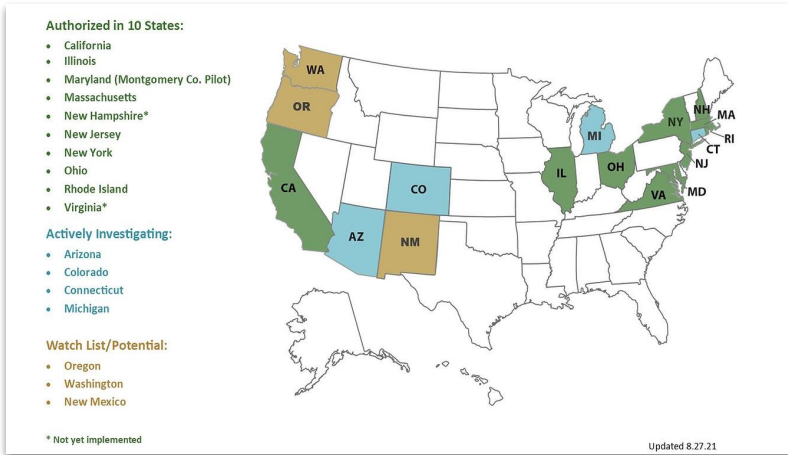 Authorized in 10 States:
• California
• Illinois
• Maryland (Montgomery Co. Pilot)
• Massachusetts
• New Hampshire*
• New Jersey
• New York
• Ohio
• Rhode Island
• Virginia*
Actively Investigating:
• Arizona
• Colorado
• Connecticut
• Michigan
Watch List/Potential:
• Oregon
• Washington
• New Mexico
* Not yet implemented
WA
OR
CA
AZ
CO
NM
IL
MI
OH
NY
NH
MA
RI
CT
NJ
MD
VA
Updated 8.27.21